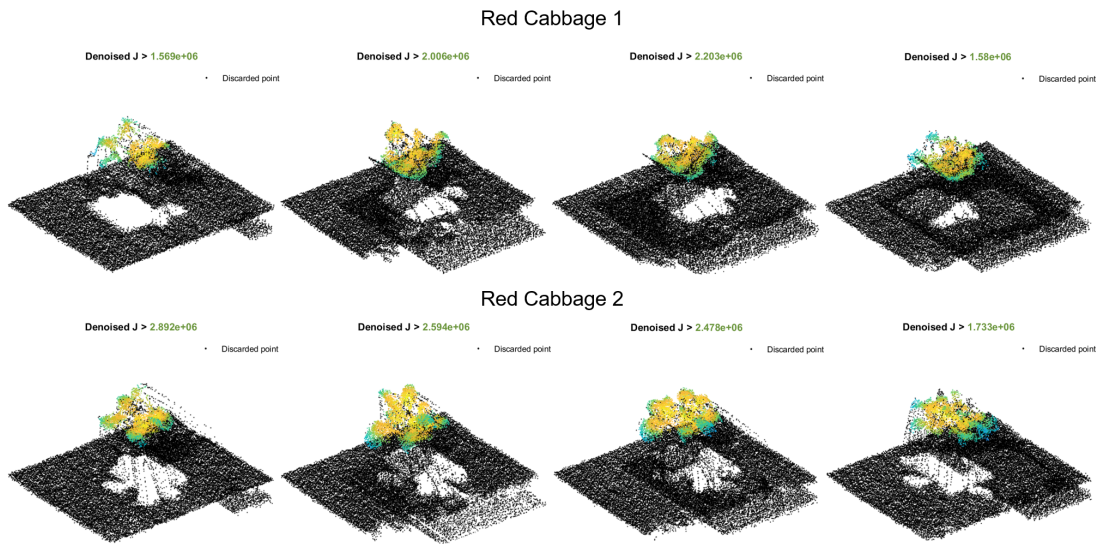 Red Cabbage 1
Denoised J > 1.569e+06
Discarded point
Denoised J > 2.006e+06
Discarded point
Denoised J > 2.203e+06
Discarded point
Denoised J > 1.58e+06
Discarded point
Red Cabbage 2
Denoised J > 2.892e+06
Discarded point
Denoised J > 2.594e+06
Discarded point
Denoised J > 2.478e+06
Discarded point
Denoised J > 1.733e+06
Discarded point